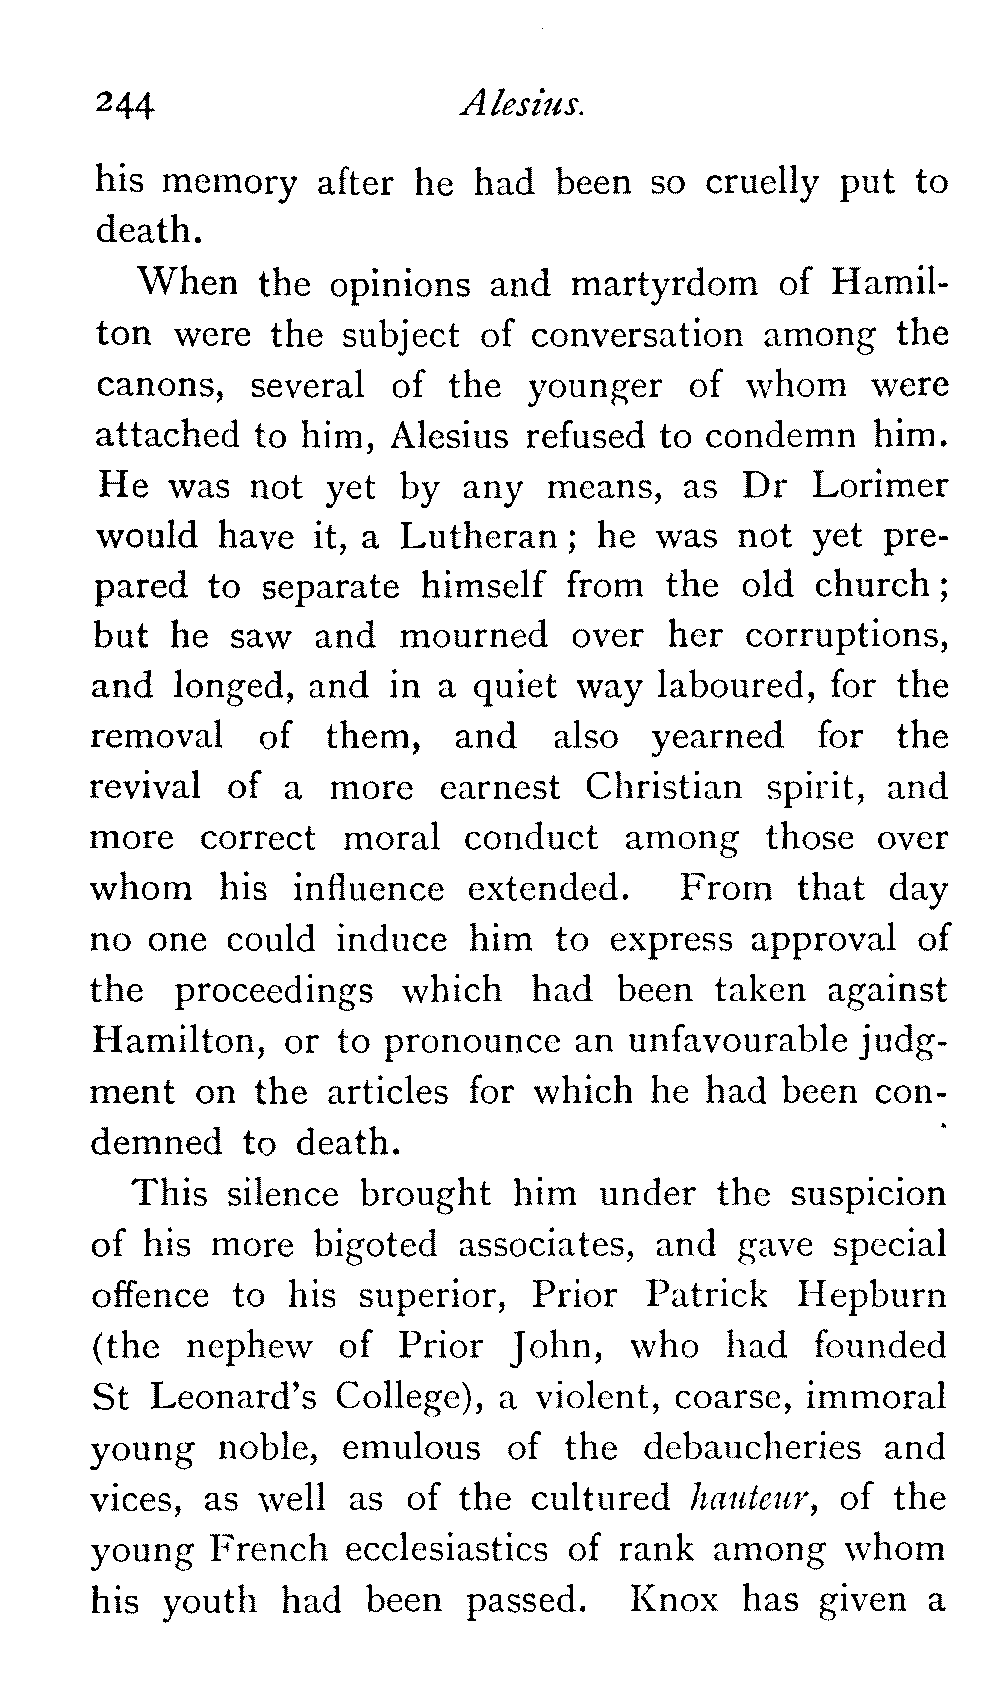 244 Alesius.
his memory after he had been so cruelly put to
death.
When the opinions and martyrdom of Hamil-
ton were the subject of conversation among the
canons, several of the younger of whom were
attached to him, Alesius refused to condemn him.
He was not yet by any means, as Dr Lorimer
would have it, a Lutheran ; he was not yet pre-
pared to separate himself from the old church ;
but he saw and mourned over her corruptions,
and longed, and in a quiet way laboured, for the
removal of them, and also yearned for the
revival of a more earnest Christian spirit, and
more correct moral conduct among those over
whom his influence extended. From that day
no one could induce him to express approval of
the proceedings which had been taken against
Hamilton, or to pronounce an unfavourable judg-
ment on the articles for which he had been con-
demned to death.
This silence brought him under the suspicion
of his more bigoted associates, and gave special
offence to his superior, Prior Patrick Hepburn
(the nephew of Prior John, who had founded
St Leonard's College), a violent, coarse, immoral
young noble, emulous of the debaucheries and
vices, as well as of the cultured hauteur, of the
young French ecclesiastics of rank among whom
his youth had been passed. Knox has given a